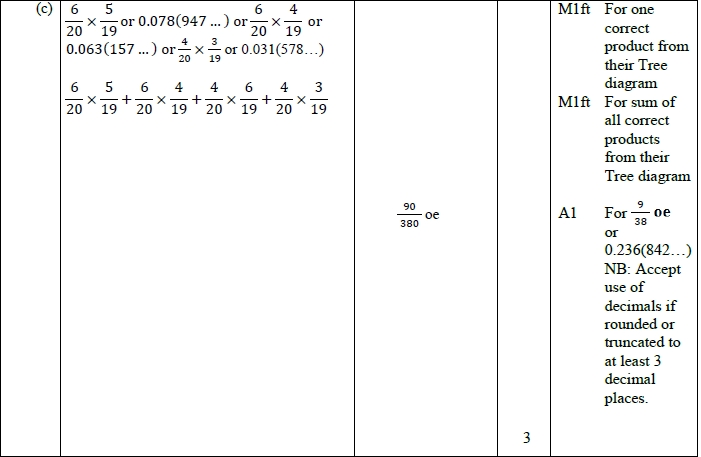 (c)
6/20 × 5/19 or 0.078(947 ...) or 6/20 × 4/19 or
0.063(157 ...) or 4/20 × 3/19 or 0.031(578…)
6/20 × 5/19 + 6/20 × 4/19 + 4/20 × 6/19 + 4/20 × 3/19
90/380 oe
3
M1ft For one
correct
product from
their Tree
diagram
M1ft For sum of
all correct
products
from their
Tree diagram
A1 For 9/38 oe
or
0.236(842…)
NB: Accept
use of
decimals if
rounded or
truncated to
at least 3
decimal
places.